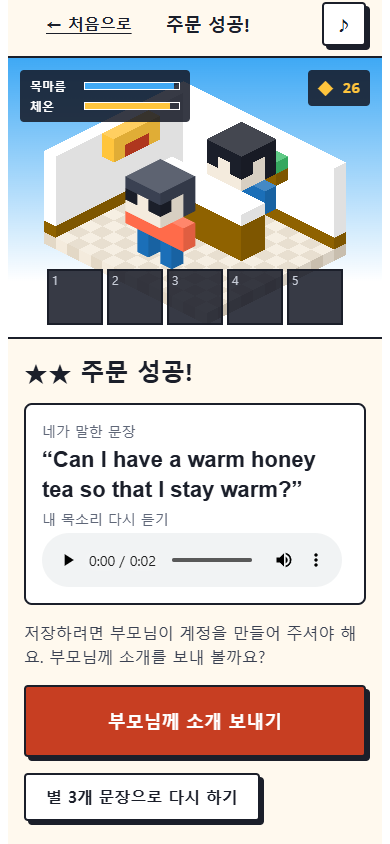 ← 처음으로
주문 성공!
♪
목마름
체온
26
1 2 3 4 5
★★ 주문 성공!
네가 말한 문장
“Can I have a warm honey
tea so that I stay warm?”
내 목소리 다시 듣기
0:00 / 0:02
저장하려면 부모님이 계정을 만들어 주셔야 해
요. 부모님께 소개를 보내 볼까요?
부모님께 소개 보내기
별 3개 문장으로 다시 하기